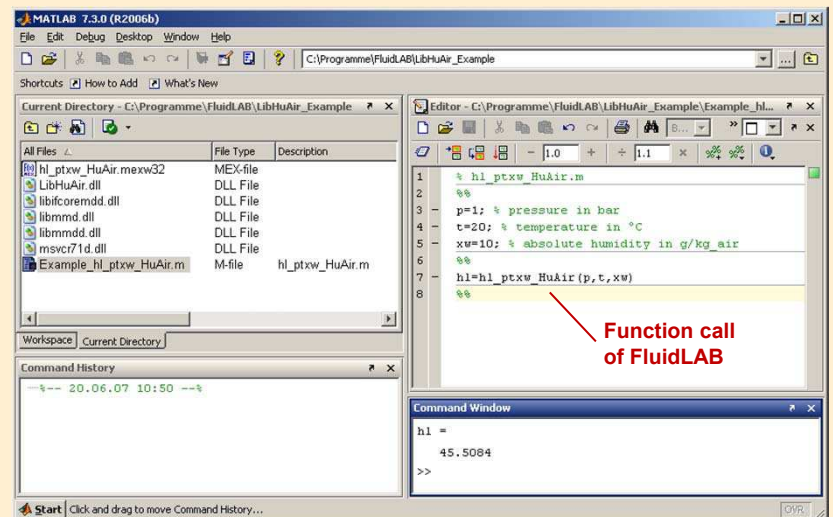 MATLAB 7.3.0 (R2006b)
File Edit Debug Desktop Window Help
C:\Programme\FluidLAB\LibHuAir_Example
Shortcuts How to Add What's New
Current Directory - C:\Programme\FluidLAB\LibHuAir_Example
All Files File Type Description
hl_ptxw_HuAir.mexw32 MEX-file
LibHuAir.dll DLL File
libifcoremdd.dll DLL File
libmmd.dll DLL File
libmmdd.dll DLL File
msvcr71d.dll DLL File
Example_hl_ptxw_HuAir.m M-file hl_ptxw_HuAir.m
Workspace Current Directory
Command History
%-- 20.06.07 10:50 --%
Editor - C:\Programme\FluidLAB\LibHuAir_Example\Example_hl...
B...
1.0 1.1
1 % hl_ptxw_HuAir.m
2 %%
3 - p=1; % pressure in bar
4 - t=20; % temperature in °C
5 - xw=10; % absolute humidity in g/kg_air
6 %%
7 - hl=hl_ptxw_HuAir(p,t,xw)
8 %%
Function call
of FluidLAB
Command Window
hl =
45.5084
>>
Start Click and drag to move Command History...
OVR